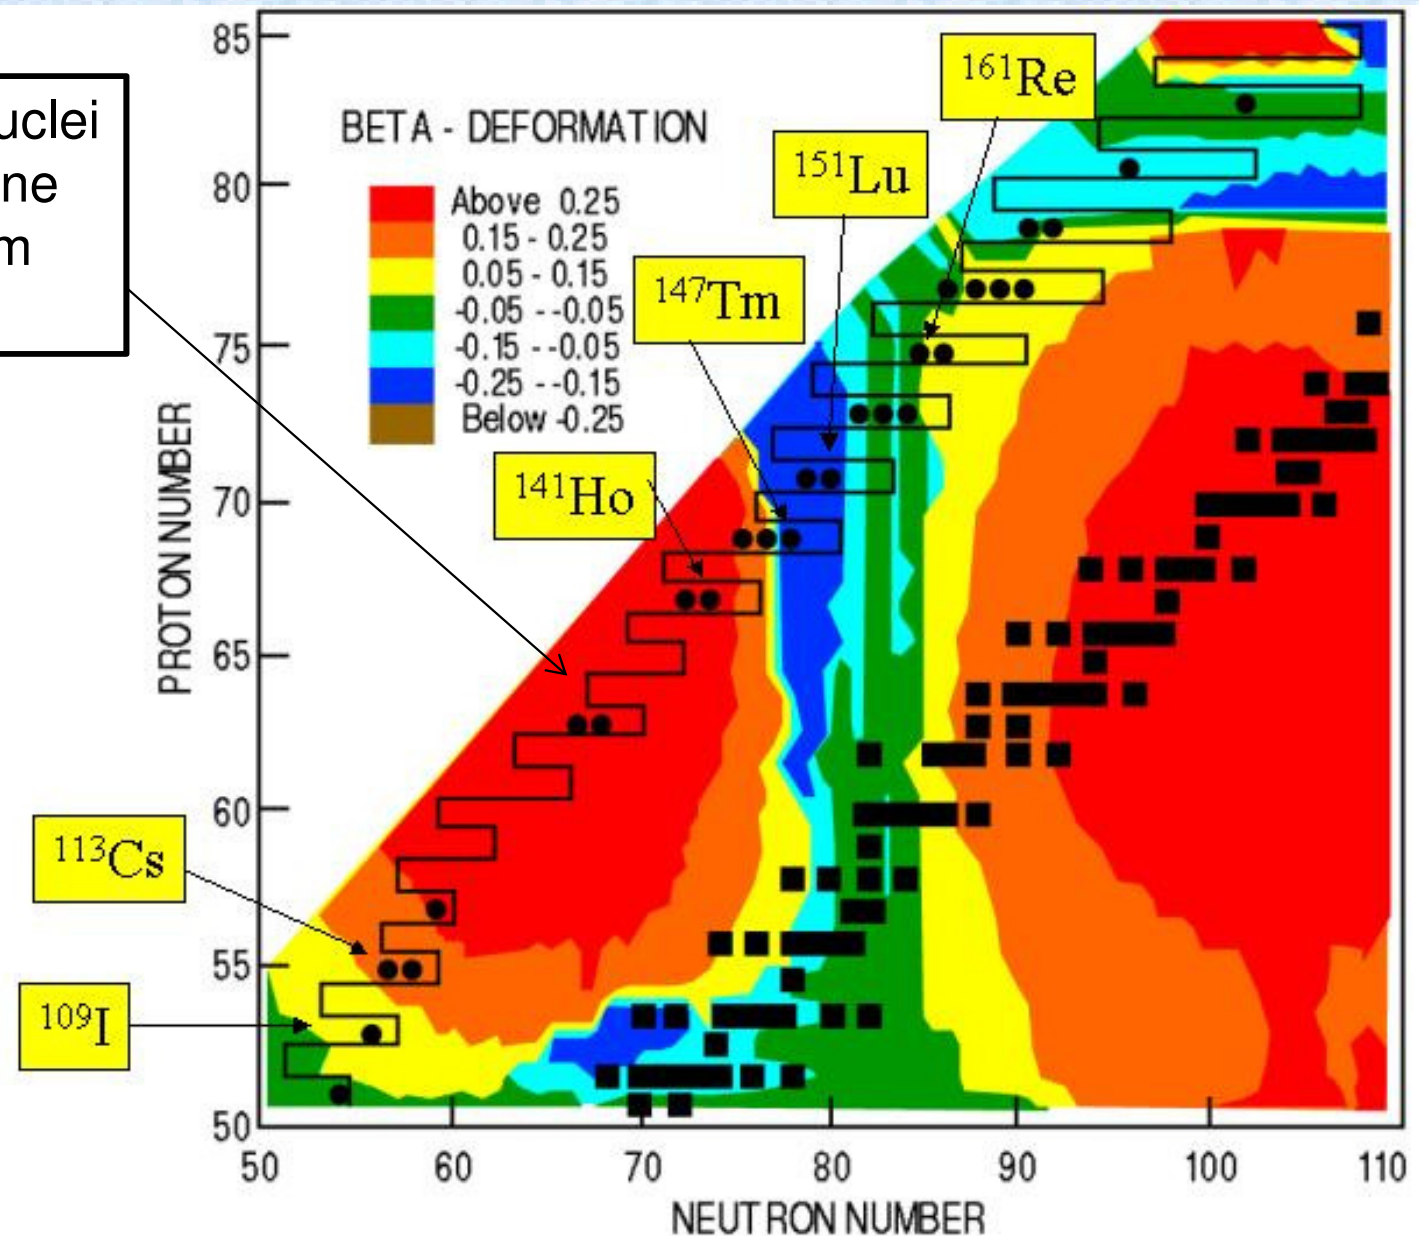 uclei
ne
m
BETA - DEFORMATION
Above 0.25
0.15 - 0.25
0.05 - 0.15
-0.05 --0.05
-0.15 --0.05
-0.25 --0.15
Below -0.25
161Re
151Lu
147Tm
141Ho
113Cs
109I
PROTON NUMBER
85
80
75
70
65
60
55
50
50 60 70 80 90 100 110
NEUTRON NUMBER